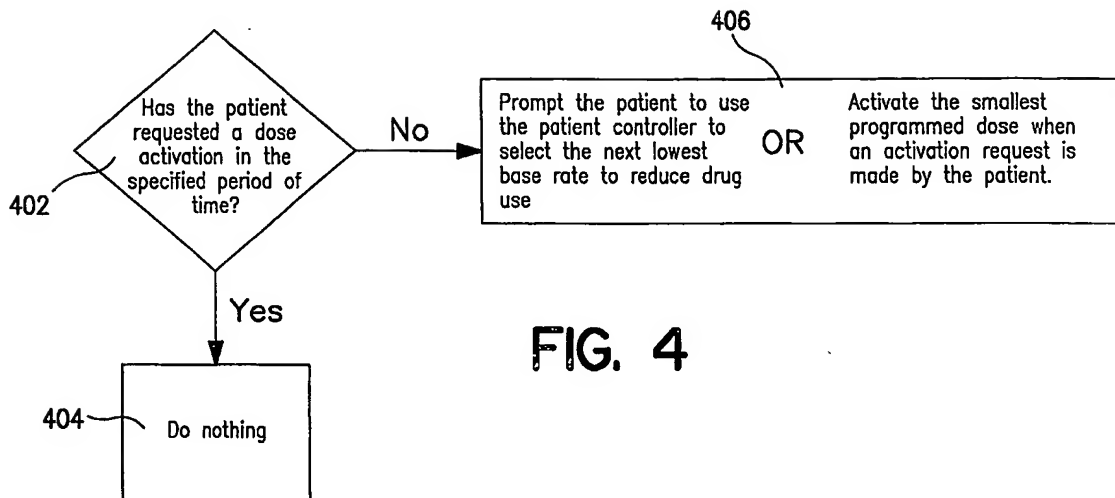 406
Has the patient
requested a dose
activation in the
specified period of
time?
402
No
Prompt the patient to use
the patient controller to
select the next lowest
base rate to reduce drug
use
OR
Activate the smallest
programmed dose when
an activation request is
made by the patient.
Yes
FIG. 4
404
Do nothing